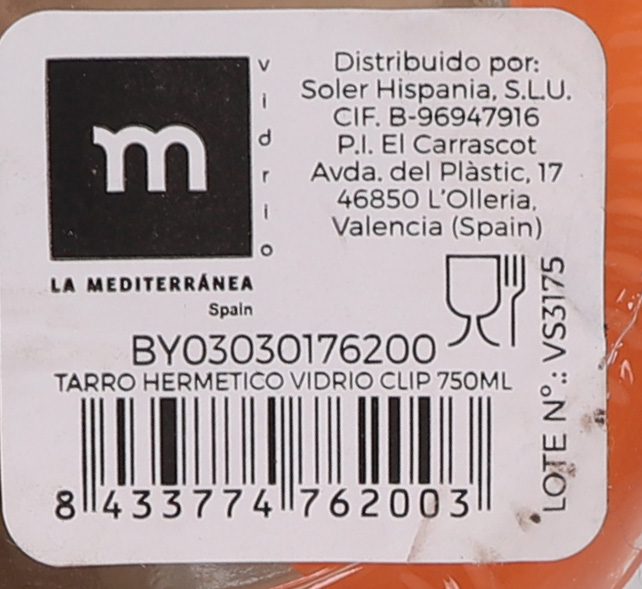 m
vidrio
LA MEDITERRÁNEA
Spain
Distribuido por:
Soler Hispania, S.L.U.
CIF. B-96947916
P.I. El Carrascot
Avda. del Plàstic, 17
46850 L'Olleria,
Valencia (Spain)
BY03030176200
TARRO HERMETICO VIDRIO CLIP 750ML
8 433774 762003
LOTE Nº.: VS3175